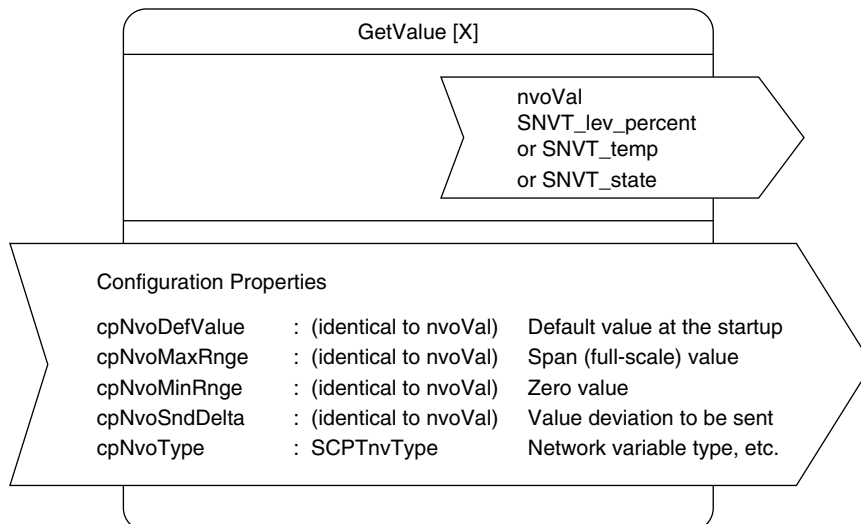 GetValue [X]
nvoVal
SNVT_lev_percent
or SNVT_temp
or SNVT_state
Configuration Properties
cpNvoDefValue : (identical to nvoVal) Default value at the startup
cpNvoMaxRnge : (identical to nvoVal) Span (full-scale) value
cpNvoMinRnge : (identical to nvoVal) Zero value
cpNvoSndDelta : (identical to nvoVal) Value deviation to be sent
cpNvoType : SCPTnvType Network variable type, etc.